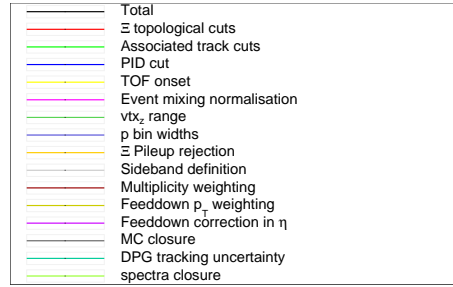 Total
Ξ topological cuts
Associated track cuts
PID cut
TOF onset
Event mixing normalisation
vtx_z range
p bin widths
Ξ Pileup rejection
Sideband definition
Multiplicity weighting
Feeddown p_T weighting
Feeddown correction in η
MC closure
DPG tracking uncertainty
spectra closure